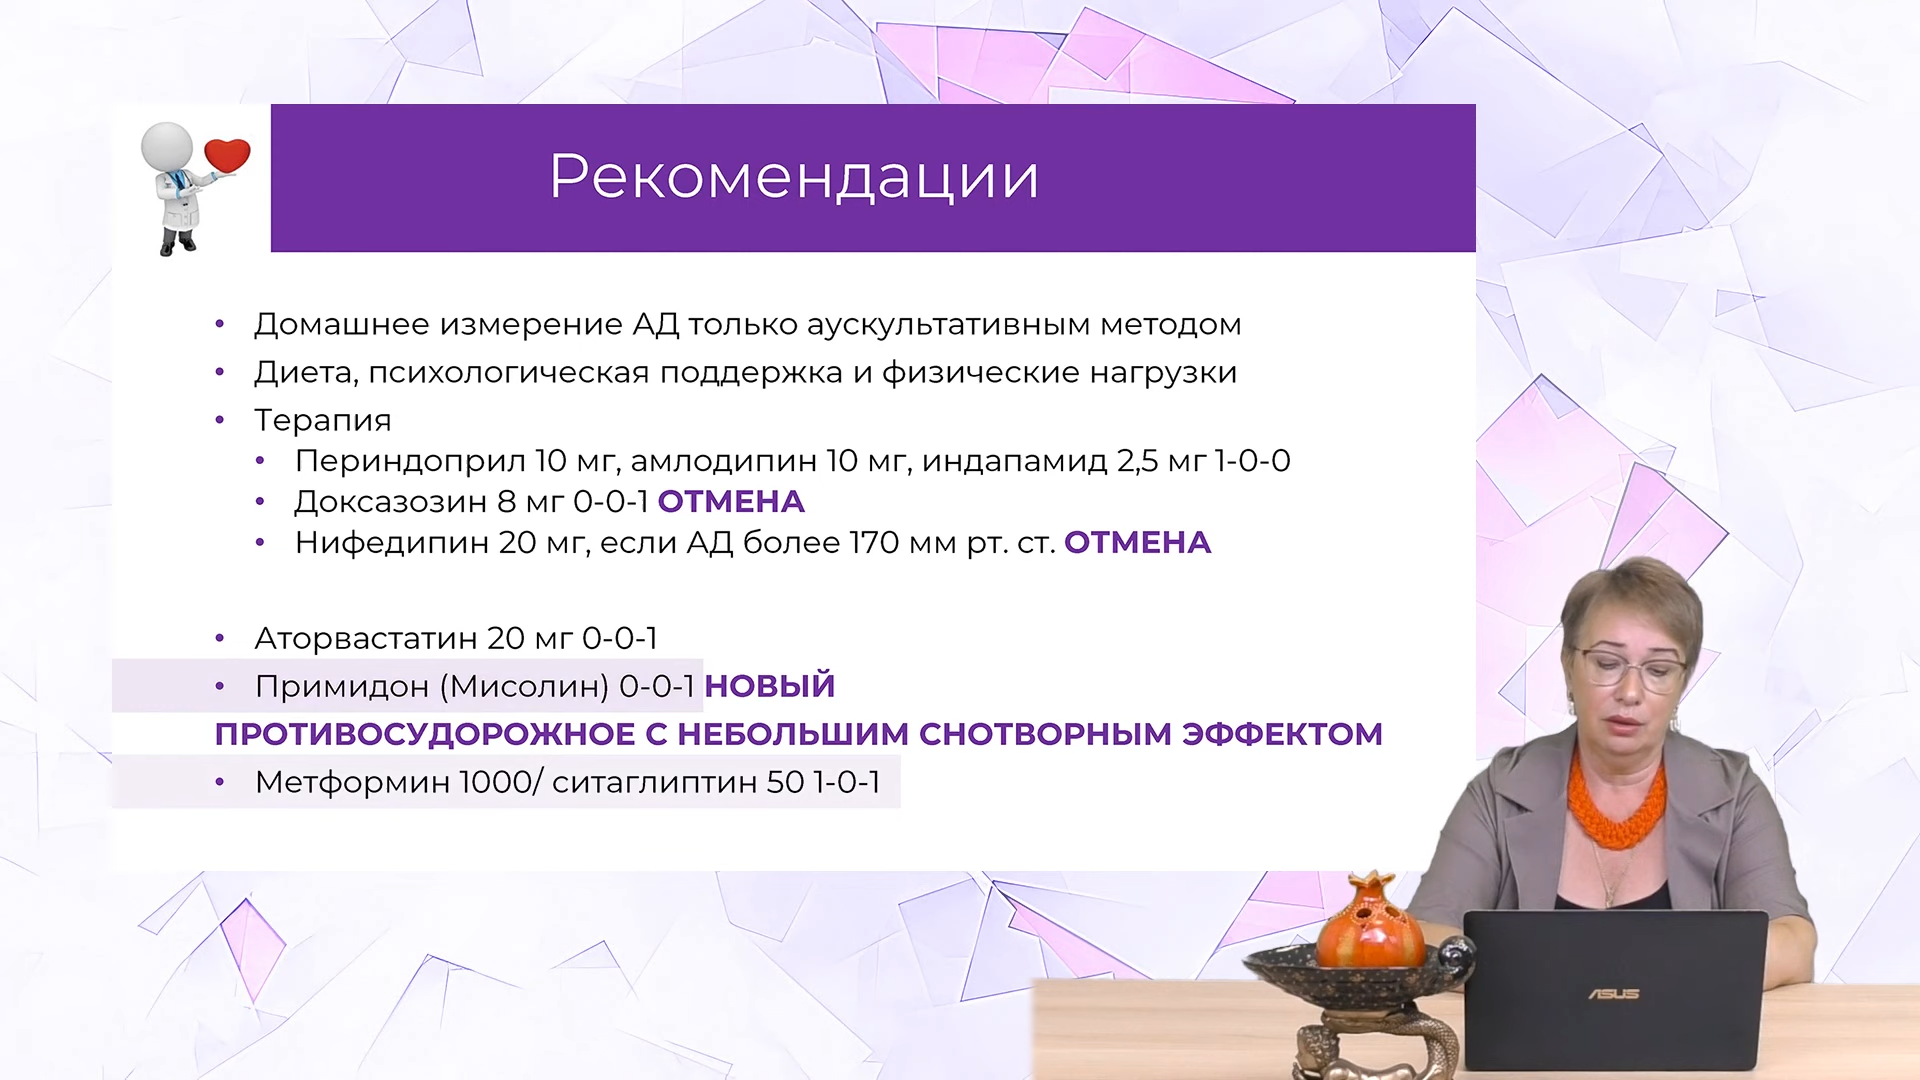 Рекомендации
• Домашнее измерение АД только аускультативным методом
• Диета, психологическая поддержка и физические нагрузки
• Терапия
• Периндоприл 10 мг, амлодипин 10 мг, индапамид 2,5 мг 1-0-0
• Доксазозин 8 мг 0-0-1 ОТМЕНА
• Нифедипин 20 мг, если АД более 170 мм рт. ст. ОТМЕНА
• Аторвастатин 20 мг 0-0-1
• Примидон (Мисолин) 0-0-1 НОВЫЙ
ПРОТИВОСУДОРОЖНОЕ С НЕБОЛЬШИМ СНОТВОРНЫМ ЭФФЕКТОМ
• Метформин 1000/ ситаглиптин 50 1-0-1
ASUS